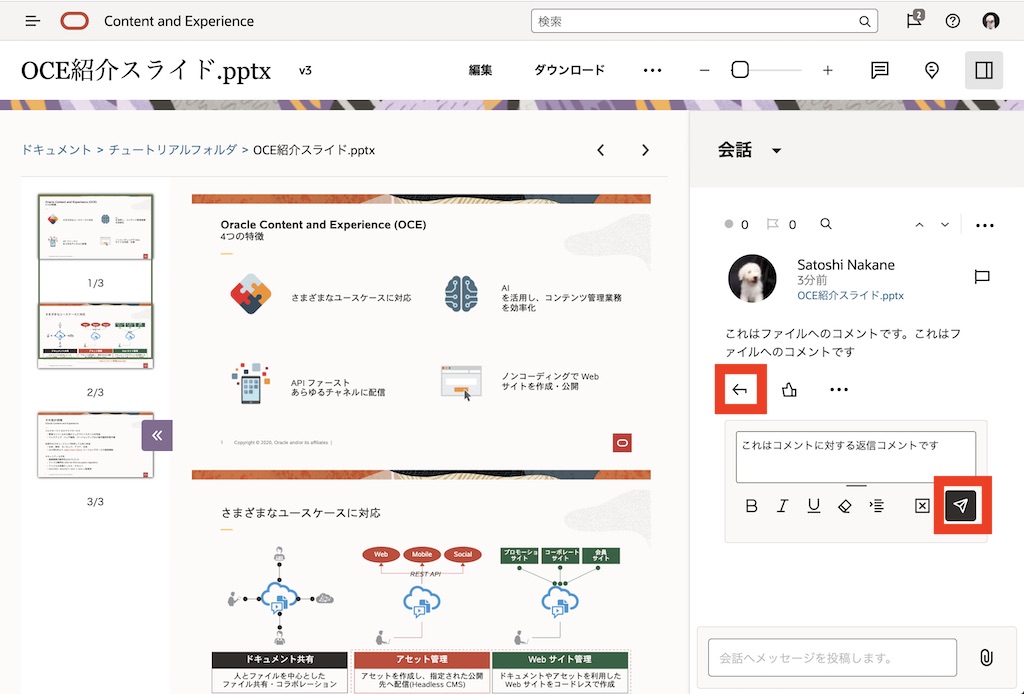 Content and Experience
検索
2
OCE紹介スライド.pptx
v3
編集
ダウンロード
ドキュメント > チュートリアルフォルダ > OCE紹介スライド.pptx
1/3
2/3
3/3
Oracle Content and Experience (OCE)
4つの特徴
さまざまなユースケースに対応
AI
を活用し、コンテンツ管理業務
を効率化
API ファースト
あらゆるチャネルに配信
ノンコーディングで Web
サイトを作成・公開
Copyright © 2020, Oracle and/or its affiliates |
さまざまなユースケースに対応
Web
Mobile
Social
REST API
プロモーション
サイト
コーポレート
サイト
会員
サイト
ドキュメント共有
人とファイルを中心とした
ファイル共有・コラボレーション
アセット管理
アセットを作成し、指定された公開
先へ配信(Headless CMS)
Web サイト管理
ドキュメントやアセットを利用した
Web サイトをコードレスで作成
会話
0
0
Satoshi Nakane
3分前
OCE紹介スライド.pptx
これはファイルへのコメントです。これはフ
ァイルへのコメントです
これはコメントに対する返信コメントです
B I U
会話へメッセージを投稿します。